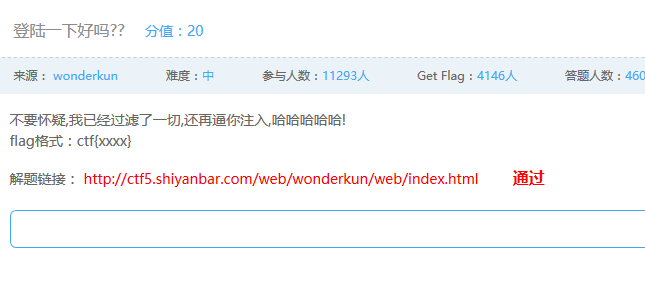 登陆一下好吗?? 分值：20
来源： wonderkun 难度：中 参与人数：11293人 Get Flag：4146人 答题人数：460
不要怀疑,我已经过滤了一切,还再逼你注入,哈哈哈哈哈!
flag格式：ctf{xxxx}
解题链接： http://ctf5.shiyanbar.com/web/wonderkun/web/index.html 通过